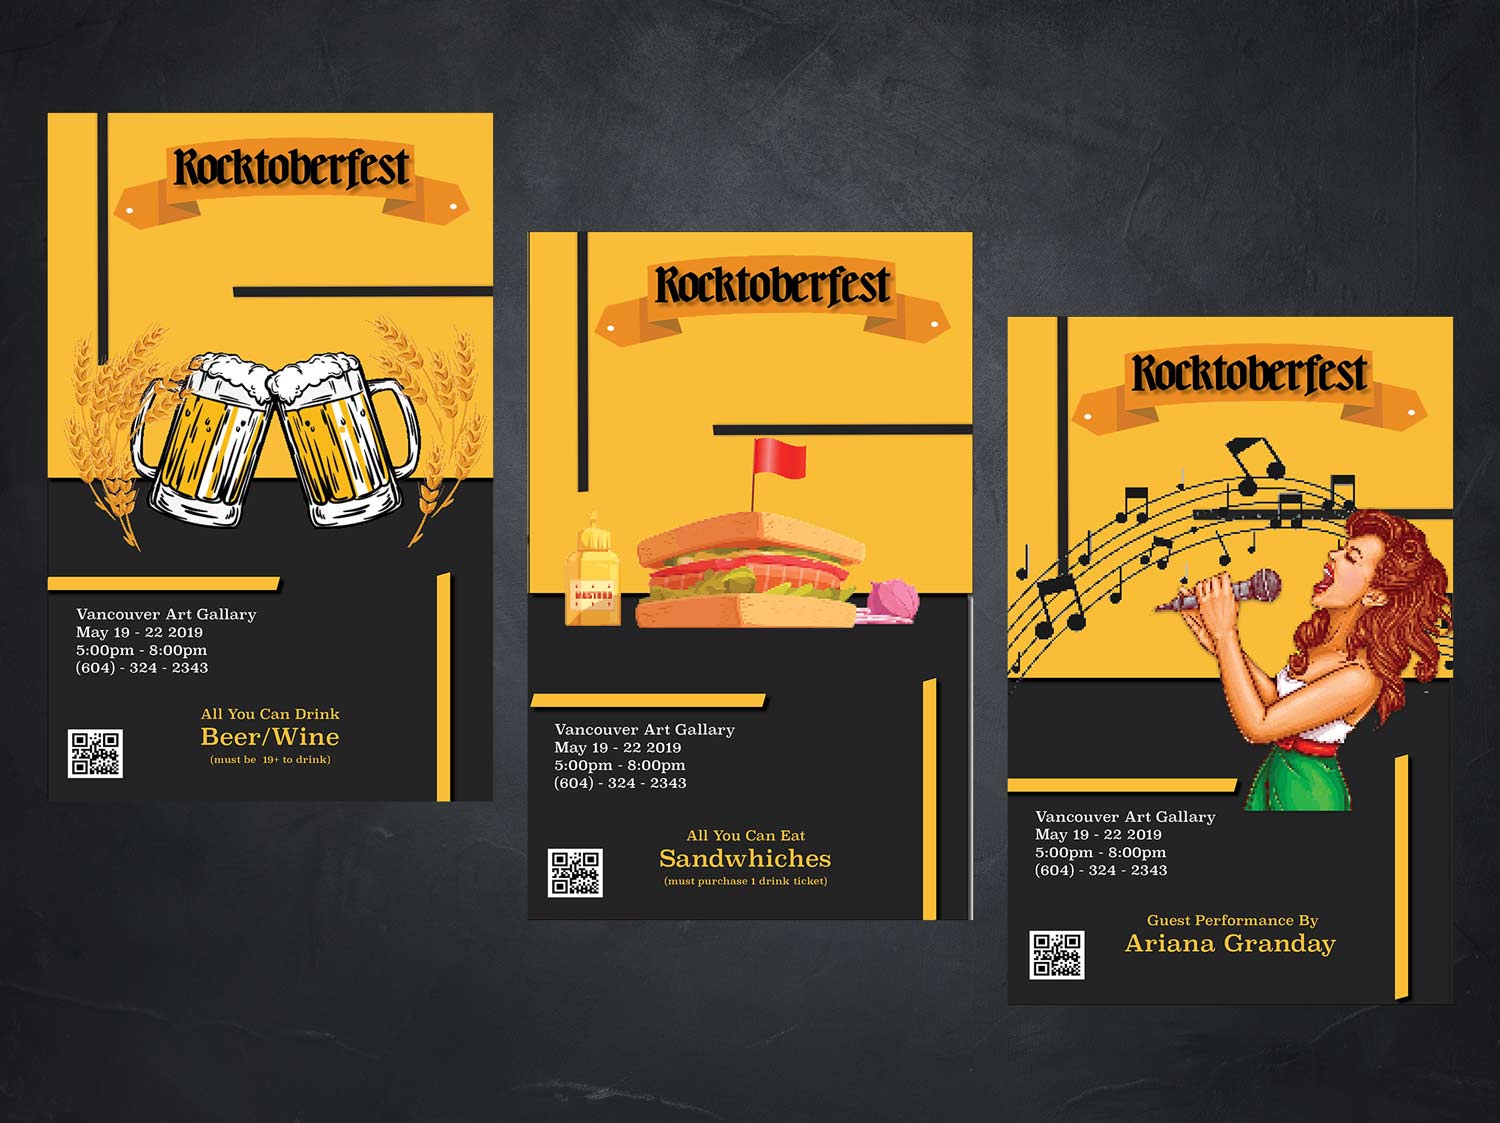 Rocktoberfest
Vancouver Art Gallary
May 19 - 22 2019
5:00pm - 8:00pm
(604) - 324 - 2343
All You Can Drink
Beer/Wine
(must be 19+ to drink)
Rocktoberfest
MUSTARD
Vancouver Art Gallary
May 19 - 22 2019
5:00pm - 8:00pm
(604) - 324 - 2343
All You Can Eat
Sandwhiches
(must purchase 1 drink ticket)
Rocktoberfest
Vancouver Art Gallary
May 19 - 22 2019
5:00pm - 8:00pm
(604) - 324 - 2343
Guest Performance By
Ariana Granday